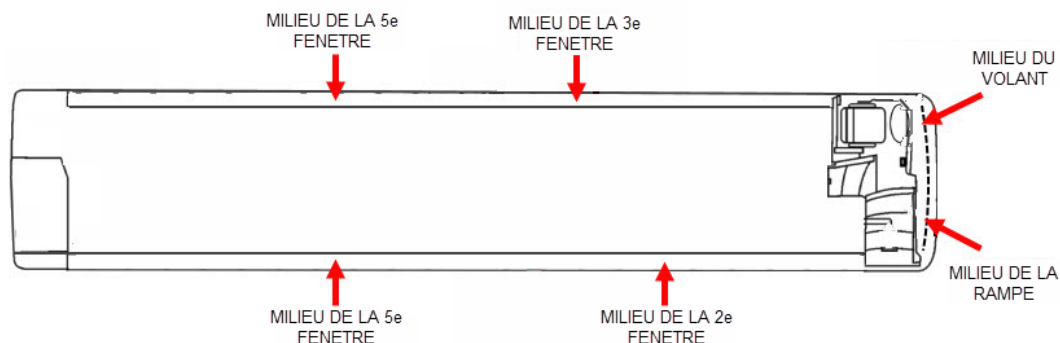 MILIEU DE LA 5e
FENETRE
MILIEU DE LA 3e
FENETRE
MILIEU DU
VOLANT
MILIEU DE LA
RAMPE
MILIEU DE LA 5e
FENETRE
MILIEU DE LA 2e
FENETRE